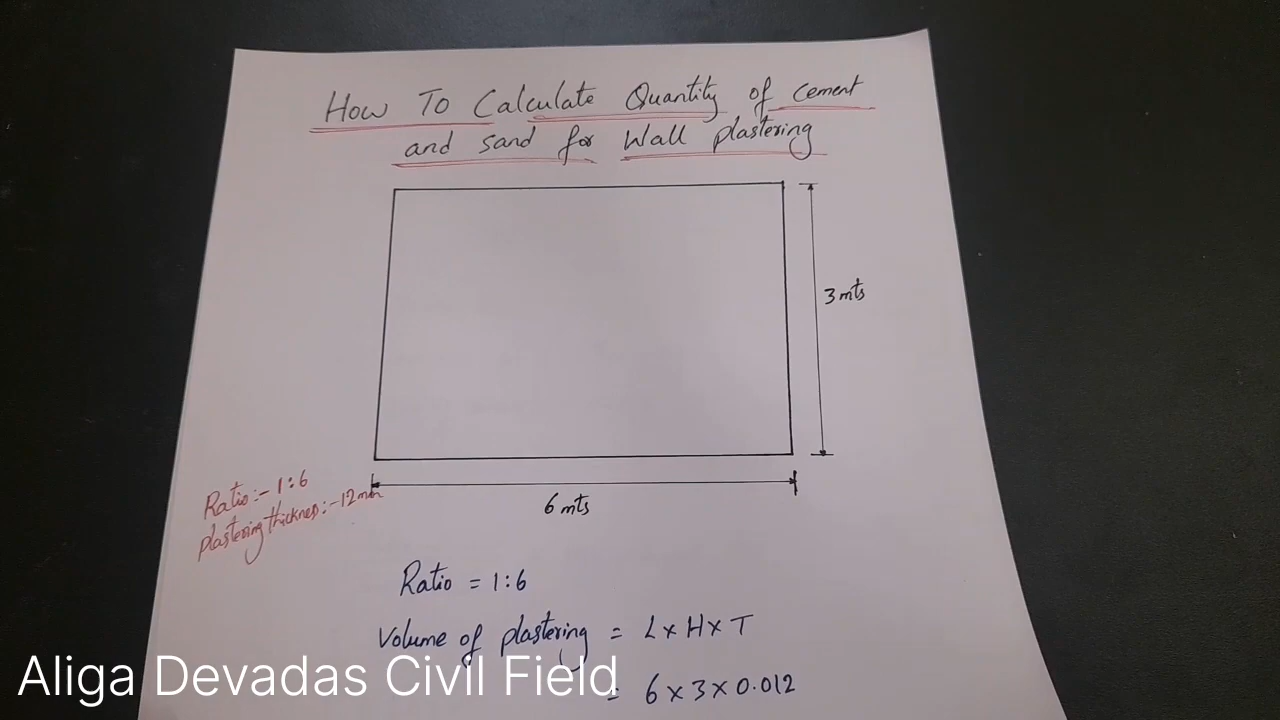 How To Calculate Quantity of cement
and sand for Wall plastering
3 mts
6 mts
Ratio:- 1:6
plastering thicknes:- 12mm
Ratio = 1:6
Volume of plastering = L x H x T
= 6 x 3 x 0.012
Aliga Devadas Civil Field